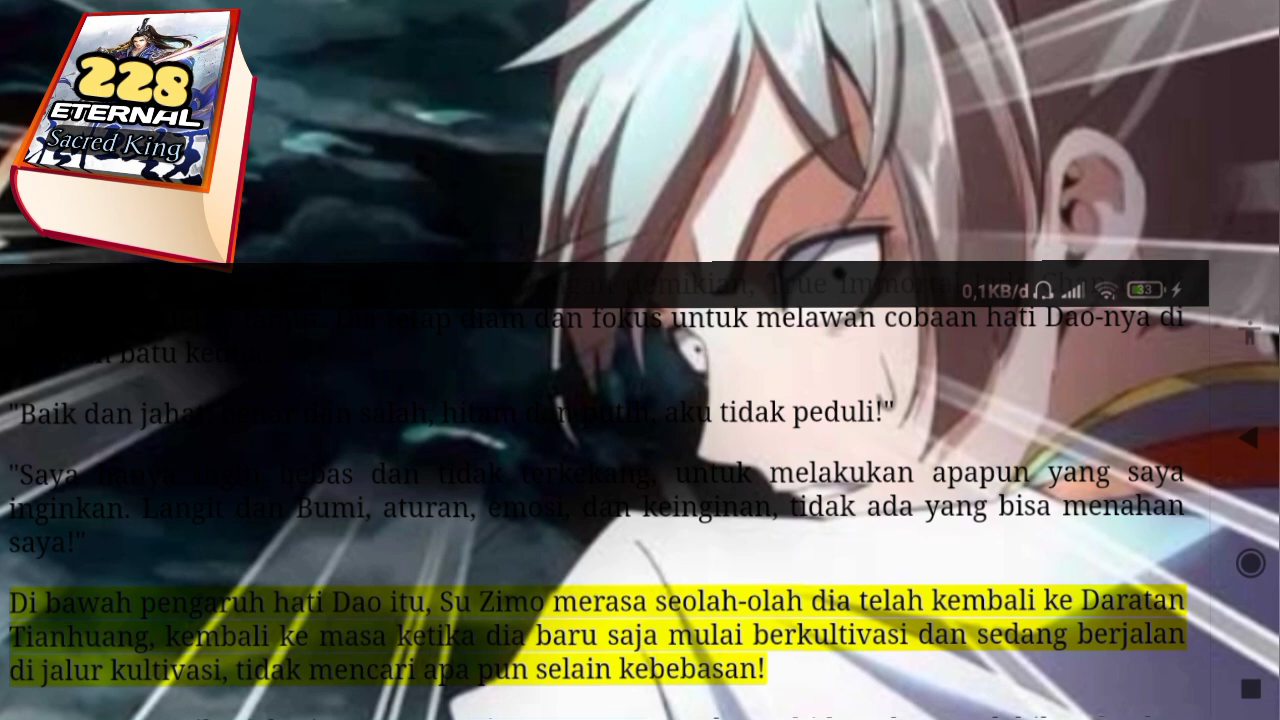 228
ETERNAL
Sacred King
demikian, True Immortal
0,1KB/d 33
tetap diam dan fokus untuk melawan cobaan hati Dao-nya di
batu
"Baik dan jahat, benar dan salah, hitam dan putih, aku tidak peduli!"
"Saya hanya ingin bebas dan tidak terkekang, untuk melakukan apapun yang saya
inginkan. Langit dan Bumi, aturan, emosi, dan keinginan, tidak ada yang bisa menahan
saya!"
Di bawah pengaruh hati Dao itu, Su Zimo merasa seolah-olah dia telah kembali ke Daratan
Tianhuang, kembali ke masa ketika dia baru saja mulai berkultivasi dan sedang berjalan
di jalur kultivasi, tidak mencari apa pun selain kebebasan!